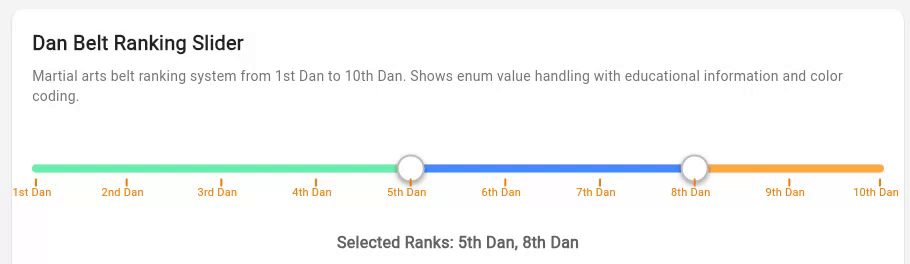 Dan Belt Ranking Slider
Martial arts belt ranking system from 1st Dan to 10th Dan. Shows enum value handling with educational information and color
coding.
1st Dan 2nd Dan 3rd Dan 4th Dan 5th Dan 6th Dan 7th Dan 8th Dan 9th Dan 10th Dan
Selected Ranks: 5th Dan, 8th Dan